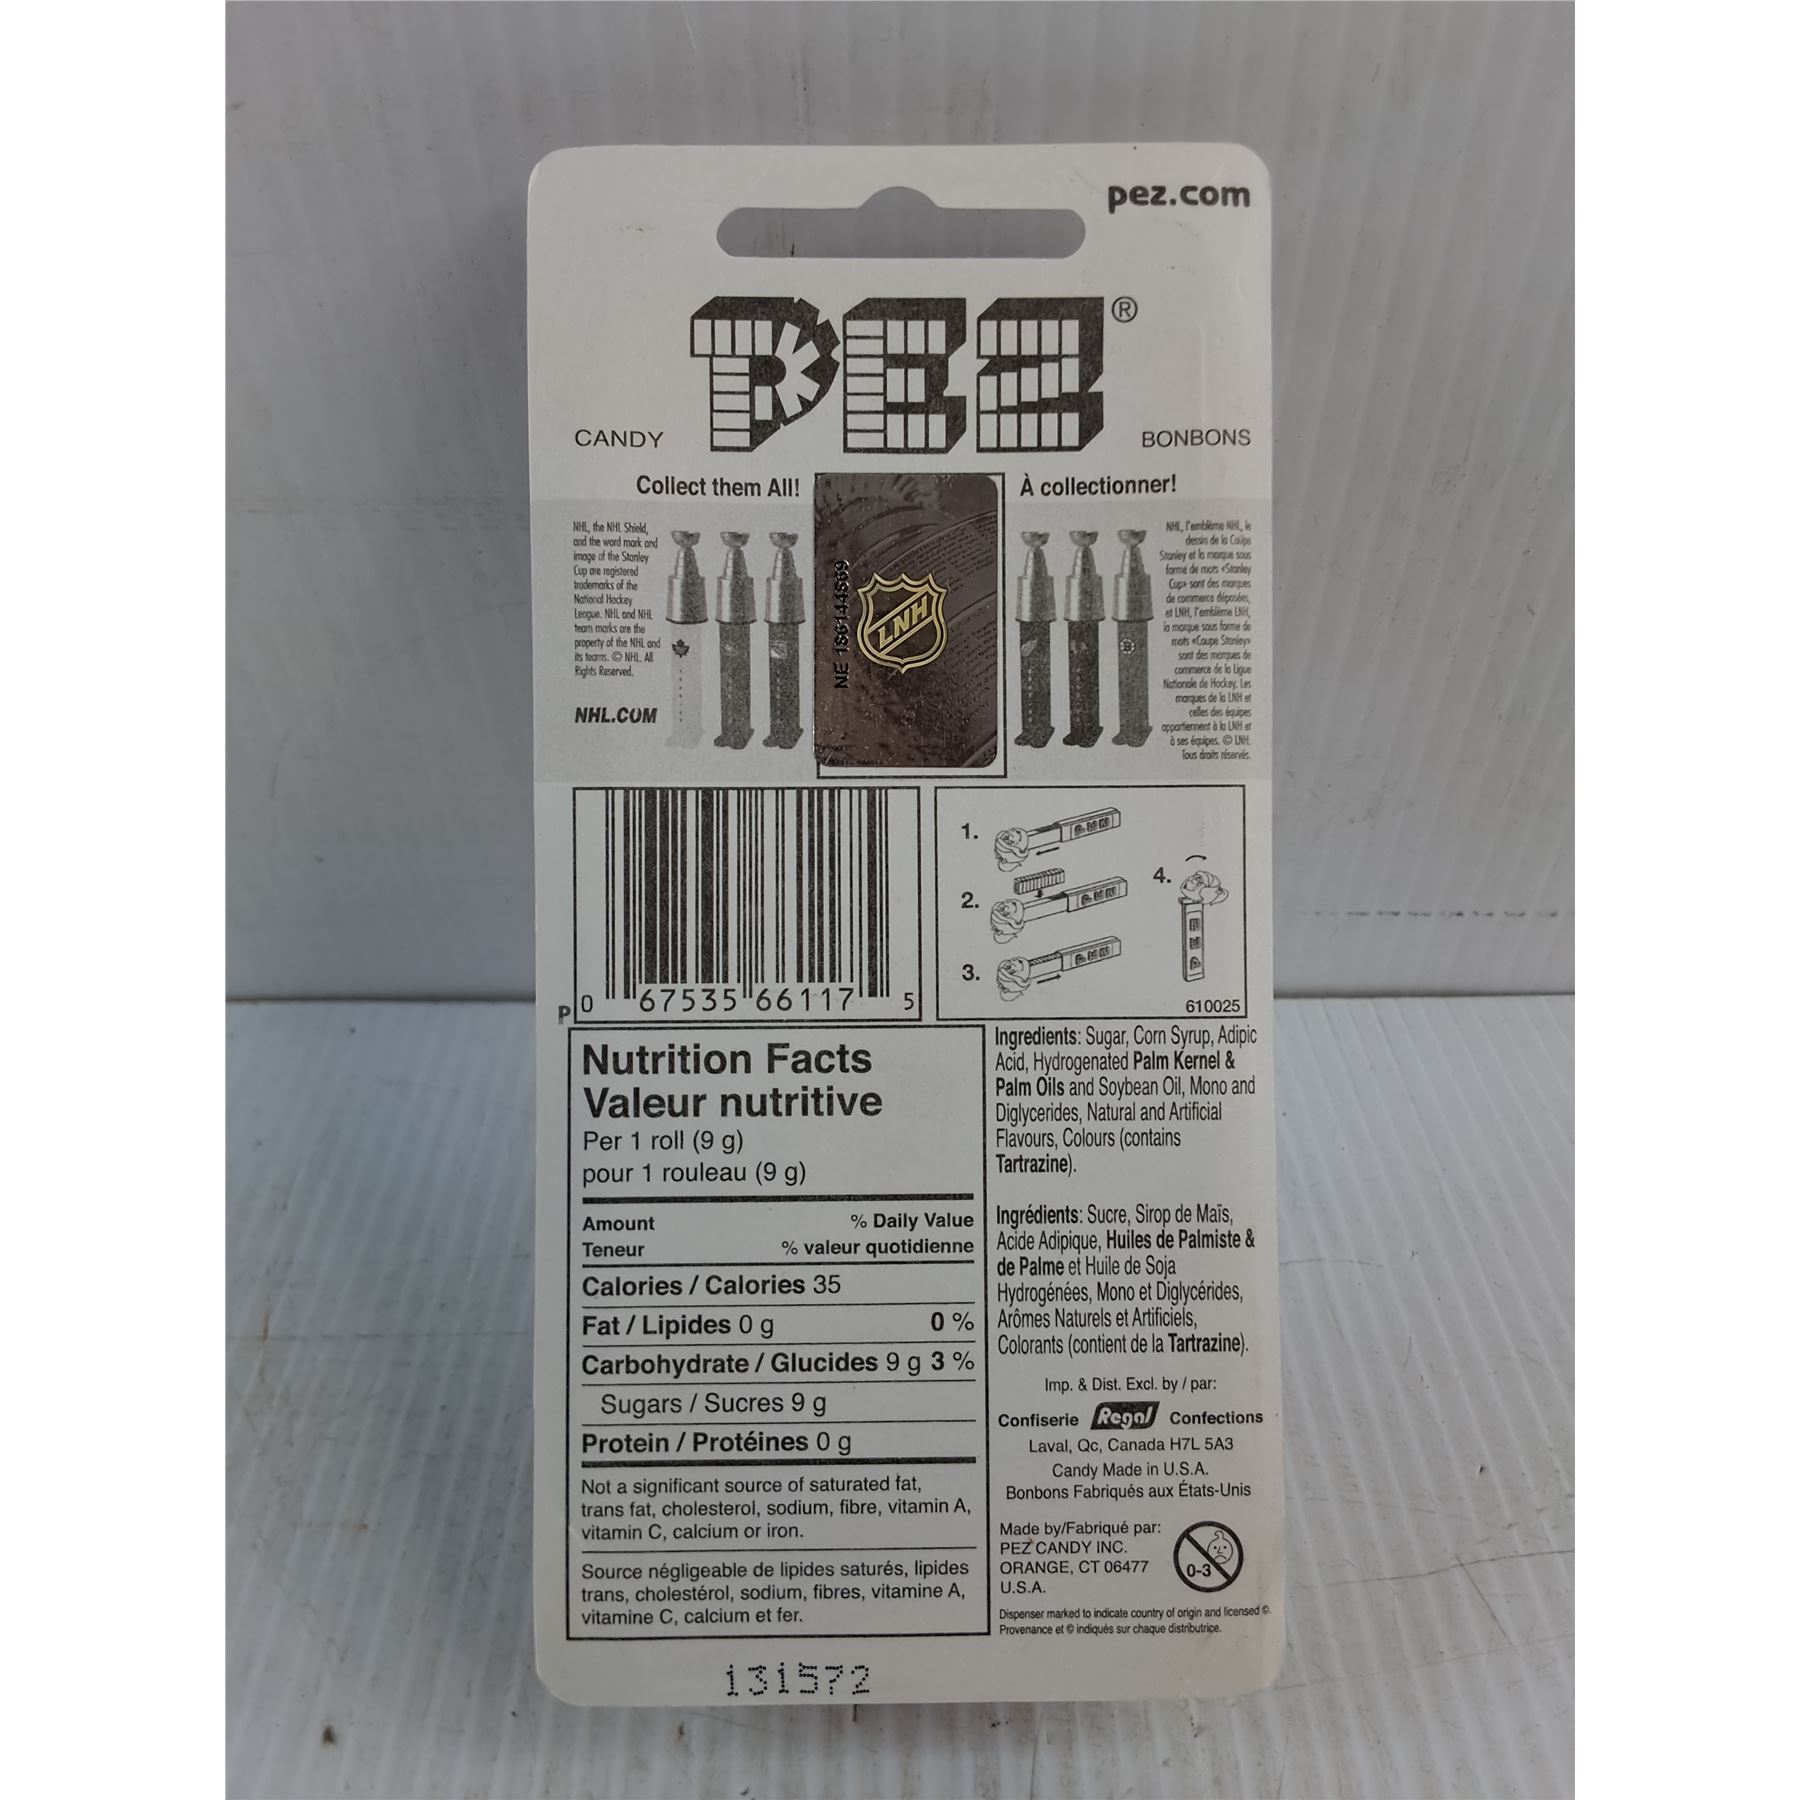 pez.com
PEZ®
CANDY
BONBONS
Collect them All!
À collectionner!
NHL, the NHL Shield,
and the word mark and
image of the Stanley
Cup are registered
trademarks of the
National Hockey
League. NHL and NHL
team marks are the
property of the NHL and
its teams. © NHL. All
Rights Reserved.
NHL.COM
NE 186144569
LNH
NHL, l'emblème NHL, le
dessin de la Coupe
Stanley et la marque sous
forme de mots «Stanley
Cup» sont des marques
de commerce déposées,
et LNH, l'emblème LNH,
la marque sous forme de
mots «Coupe Stanley»
sont des marques de
commerce de la Ligue
Nationale de Hockey. Les
marques de la LNH et
celles des équipes
appartiennent à la LNH et
à ses équipes. © LNH.
Tous droits réservés.
P
0 67535 66117 5
1.
2.
3.
4.
PEZ
PEZ
PEZ
PEZ
610025
Nutrition Facts
Valeur nutritive
Per 1 roll (9 g)
pour 1 rouleau (9 g)
Amount % Daily Value
Teneur % valeur quotidienne
Calories / Calories 35
Fat / Lipides 0 g 0 %
Carbohydrate / Glucides 9 g 3 %
Sugars / Sucres 9 g
Protein / Protéines 0 g
Not a significant source of saturated fat,
trans fat, cholesterol, sodium, fibre, vitamin A,
vitamin C, calcium or iron.
Source négligeable de lipides saturés, lipides
trans, cholestérol, sodium, fibres, vitamine A,
vitamine C, calcium et fer.
Ingredients: Sugar, Corn Syrup, Adipic
Acid, Hydrogenated Palm Kernel &
Palm Oils and Soybean Oil, Mono and
Diglycerides, Natural and Artificial
Flavours, Colours (contains
Tartrazine).
Ingrédients: Sucre, Sirop de Maïs,
Acide Adipique, Huiles de Palmiste &
de Palme et Huile de Soja
Hydrogénées, Mono et Diglycérides,
Arômes Naturels et Artificiels,
Colorants (contient de la Tartrazine).
Imp. & Dist. Excl. by / par:
Confiserie Regal Confections
Laval, Qc, Canada H7L 5A3
Candy Made in U.S.A.
Bonbons Fabriqués aux États-Unis
Made by/Fabriqué par:
PEZ CANDY INC.
ORANGE, CT 06477
U.S.A.
0-3
Dispenser marked to indicate country of origin and licensed ©.
Provenance et © indiqués sur chaque distributrice.
131572